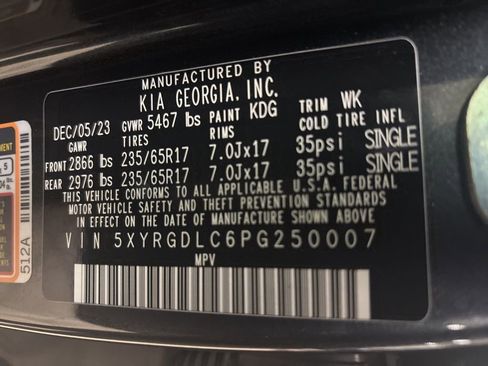 MANUFACTURED BY
KIA GEORGIA, INC.
DEC/05/23 GVWR 5467 lbs PAINT KDG TRIM WK
GAWR TIRES RIMS COLD TIRE INFL
FRONT 2866 lbs 235/65R17 7.0Jx17 35psi SINGLE
REAR 2976 lbs 235/65R17 7.0Jx17 35psi SINGLE
THIS VEHICLE CONFORMS TO ALL APPLICABLE U.S.A. FEDERAL
MOTOR VEHICLE SAFETY AND THEFT PREVENTION STANDARDS
IN EFFECT ON THE DATE OF MANUFACTURE SHOWN ABOVE.
VIN 5XYRGDLC6PG250007
MPV
5
512A